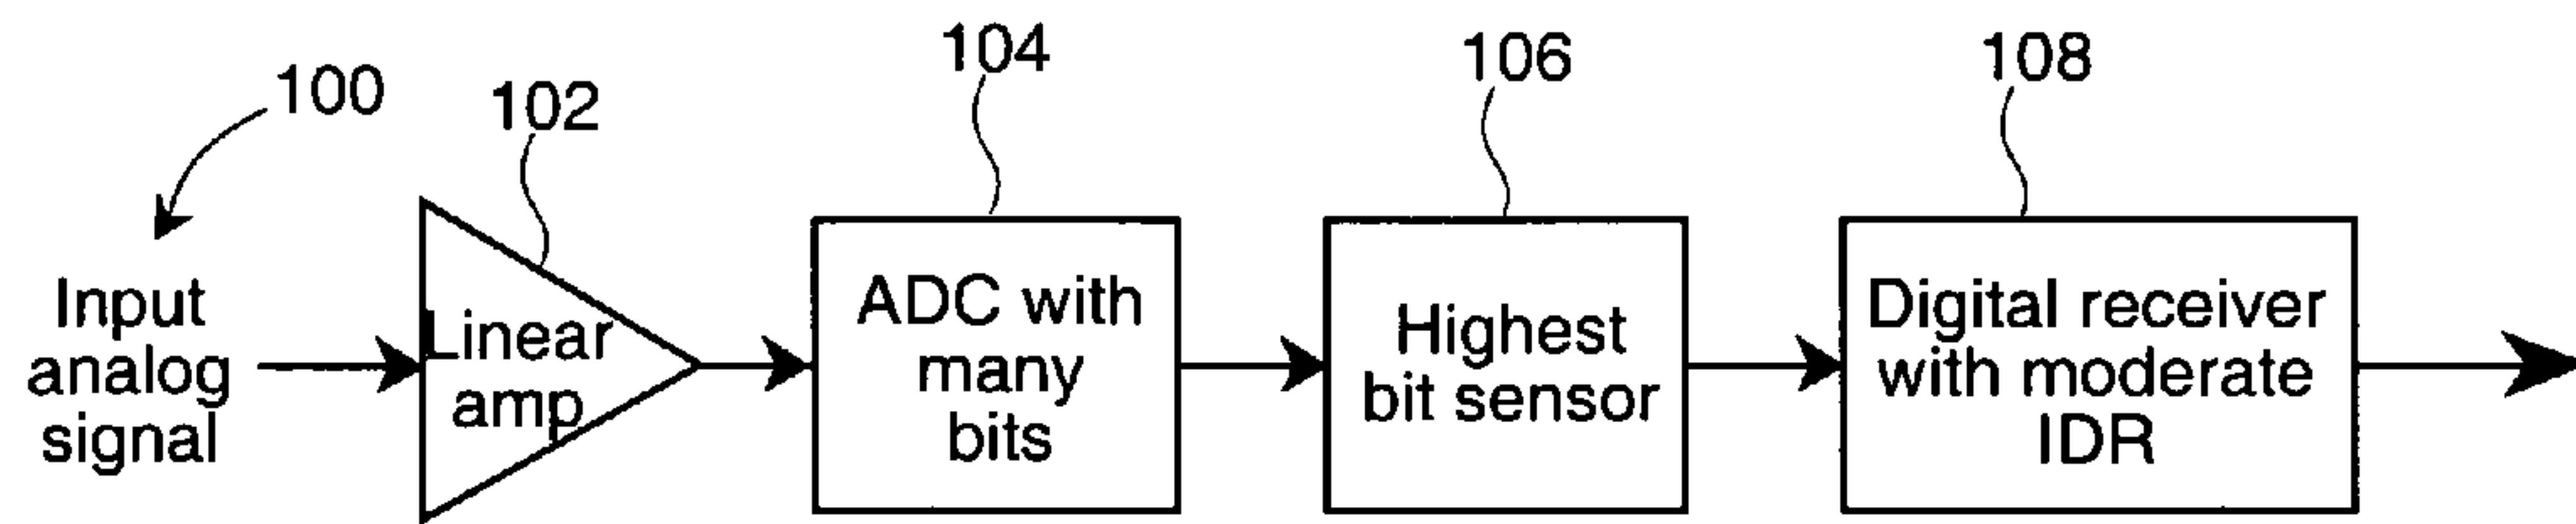 100
102
104
106
108
Input
analog
signal
Linear
amp
ADC with
many
bits
Highest
bit sensor
Digital receiver
with moderate
IDR